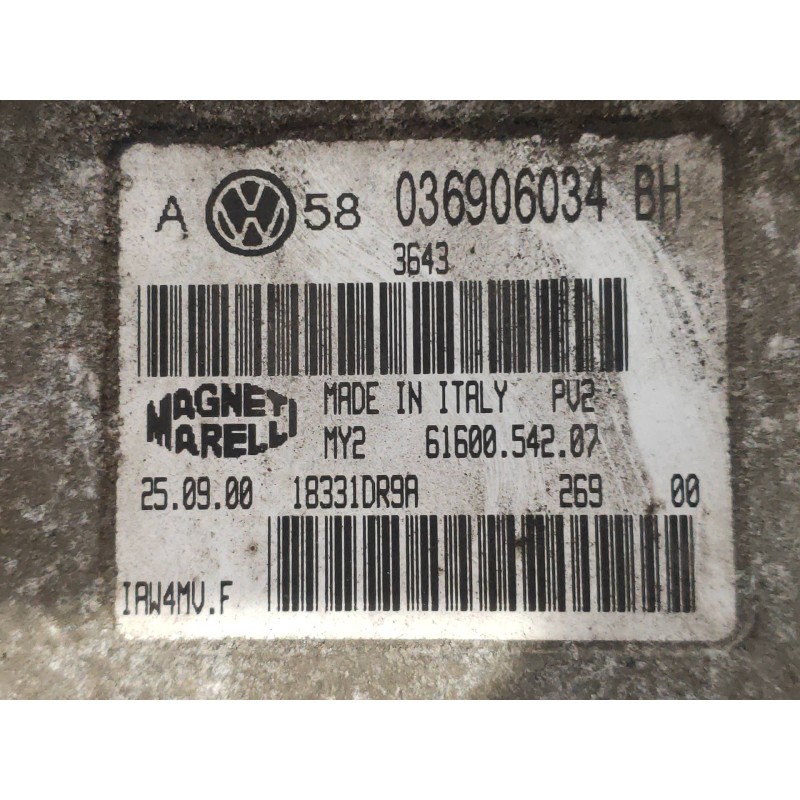 A VW 58 036906034 BH
3643
MAGNETI MARELLI
MADE IN ITALY PV2
MY2 61600.542.07
25.09.00 18331DR9A 269 00
IAW4MV.F